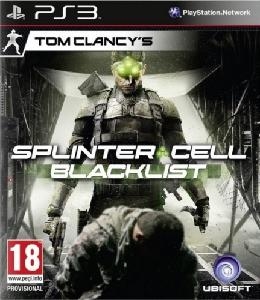 PS3
PlayStation.Network
TOM CLANCY'S
SPLINTER CELL
BLACKLIST
18
www.pegi.info
PROVISIONAL
UBISOFT